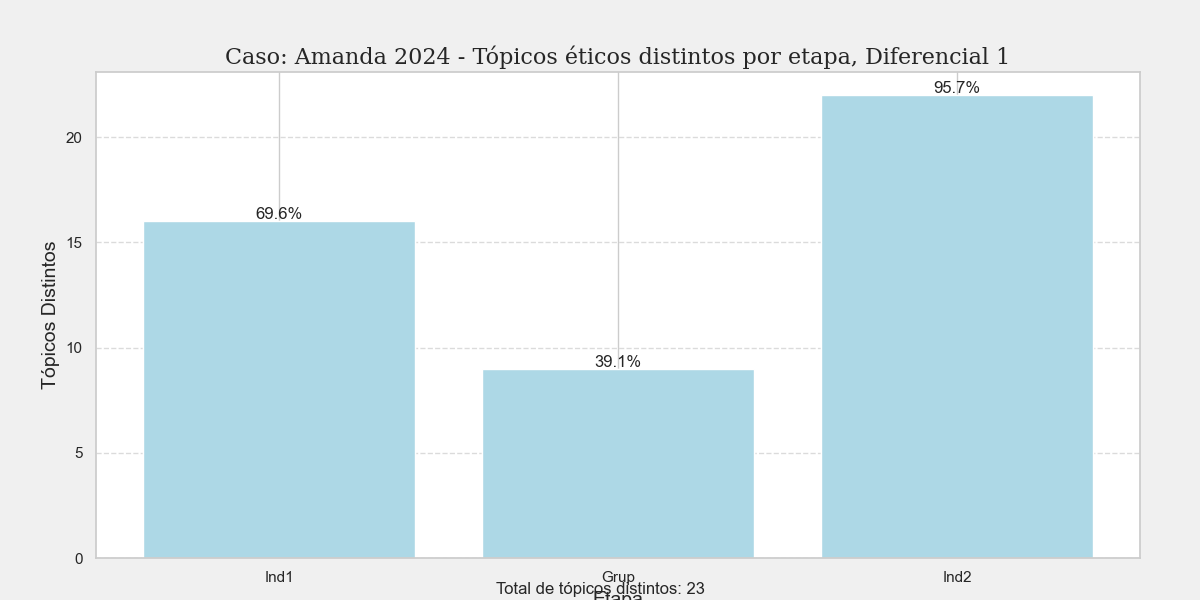 Caso: Amanda 2024 - Tópicos éticos distintos por etapa, Diferencial 1
95.7%
20
69.6%
15
Tópicos Distintos
10
39.1%
5
0
Ind1
Grup
Ind2
Total de tópicos distintos: 23
Etapa